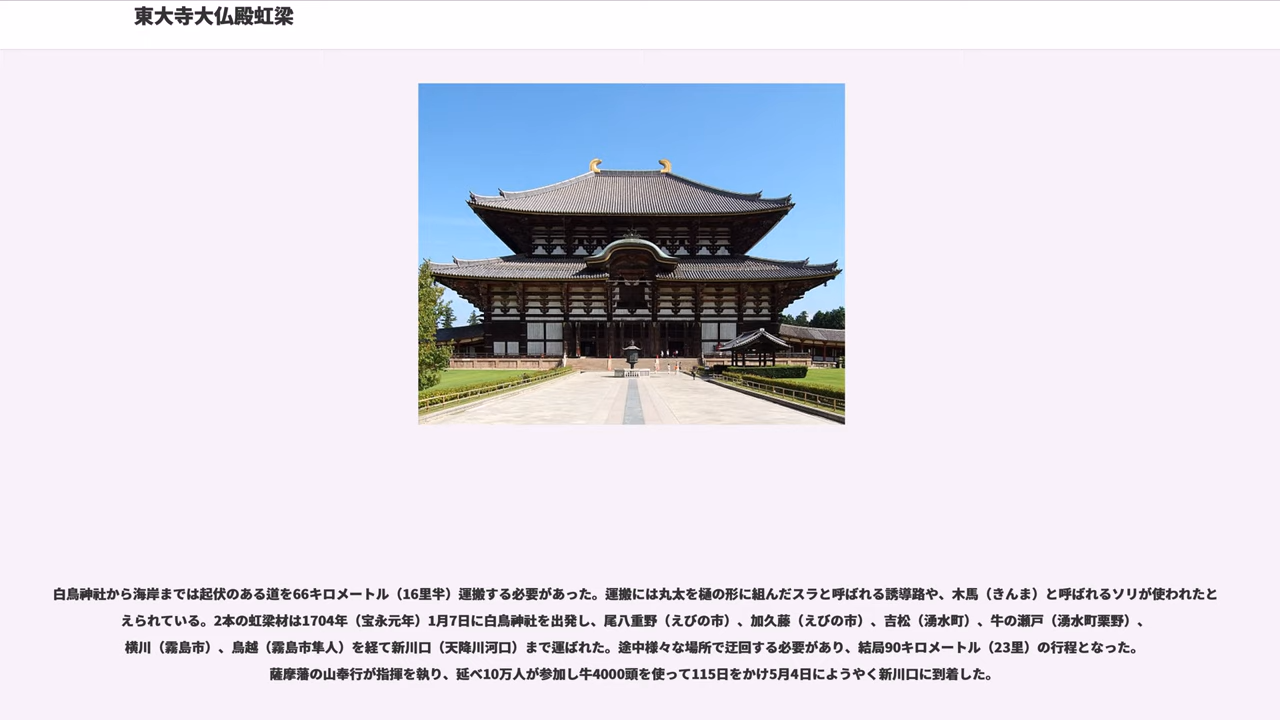 東大寺大仏殿虹梁
白鳥神社から海岸までは起伏のある道を66キロメートル（16里半）運搬する必要があった。運搬には丸太を樋の形に組んだスラと呼ばれる誘導路や、木馬（きんま）と呼ばれるソリが使われたと
えられている。2本の虹梁材は1704年（宝永元年）1月7日に白鳥神社を出発し、尾八重野（えびの市）、加久藤（えびの市）、吉松（湧水町）、牛の瀬戸（湧水町栗野）、
横川（霧島市）、鳥越（霧島市隼人）を経て新川口（天降川河口）まで運ばれた。途中様々な場所で迂回する必要があり、結局90キロメートル（23里）の行程となった。
薩摩藩の山奉行が指揮を執り、延べ10万人が参加し牛4000頭を使って115日をかけ5月4日にようやく新川口に到着した。